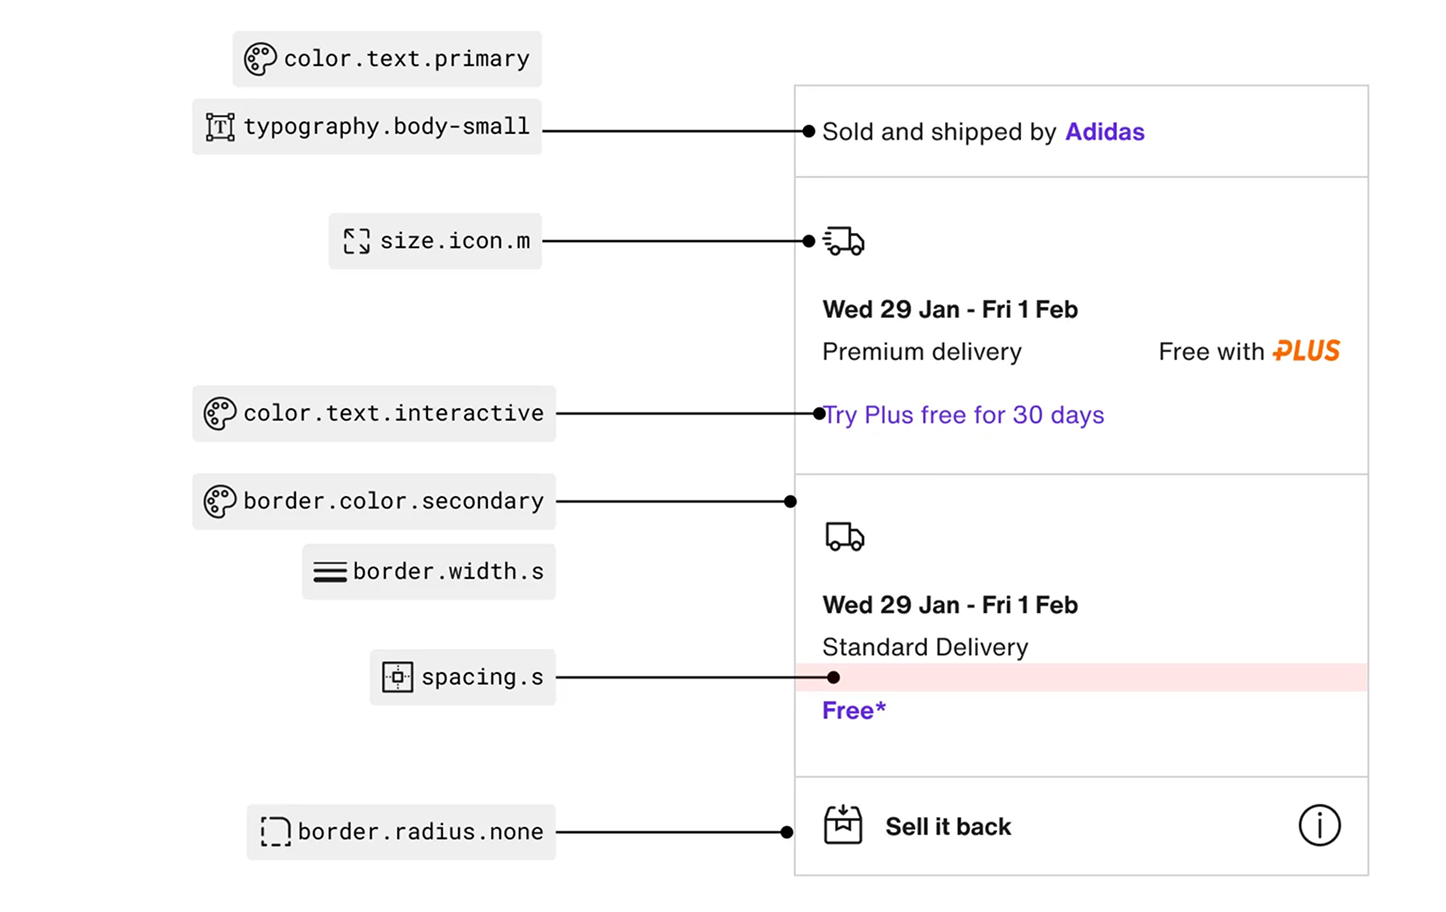 color.text.primary
typography.body-small
Sold and shipped by Adidas
size.icon.m
Wed 29 Jan - Fri 1 Feb
Premium delivery
Free with PLUS
color.text.interactive
Try Plus free for 30 days
border.color.secondary
border.width.s
Wed 29 Jan - Fri 1 Feb
Standard Delivery
spacing.s
Free*
border.radius.none
Sell it back